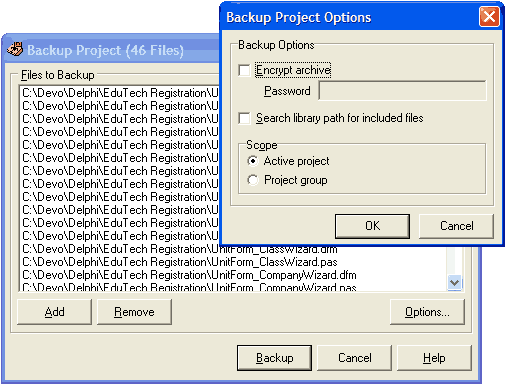 Backup Project (46 Files)
Files to Backup
C:\Devo\Delphi\EduTech Registration\U
C:\Devo\Delphi\EduTech Registration\U
C:\Devo\Delphi\EduTech Registration\U
C:\Devo\Delphi\EduTech Registration\U
C:\Devo\Delphi\EduTech Registration\U
C:\Devo\Delphi\EduTech Registration\U
C:\Devo\Delphi\EduTech Registration\U
C:\Devo\Delphi\EduTech Registration\U
C:\Devo\Delphi\EduTech Registration\U
C:\Devo\Delphi\EduTech Registration\U
C:\Devo\Delphi\EduTech Registration\U
C:\Devo\Delphi\EduTech Registration\U
C:\Devo\Delphi\EduTech Registration\UnitForm_ClassWizard.dfm
C:\Devo\Delphi\EduTech Registration\UnitForm_ClassWizard.pas
C:\Devo\Delphi\EduTech Registration\UnitForm_CompanyWizard.dfm
C:\Devo\Delphi\EduTech Registration\UnitForm_CompanyWizard.pas
Add
Remove
Options...
Backup
Cancel
Help
Backup Project Options
Backup Options
Encrypt archive
Password
Search library path for included files
Scope
Active project
Project group
OK
Cancel